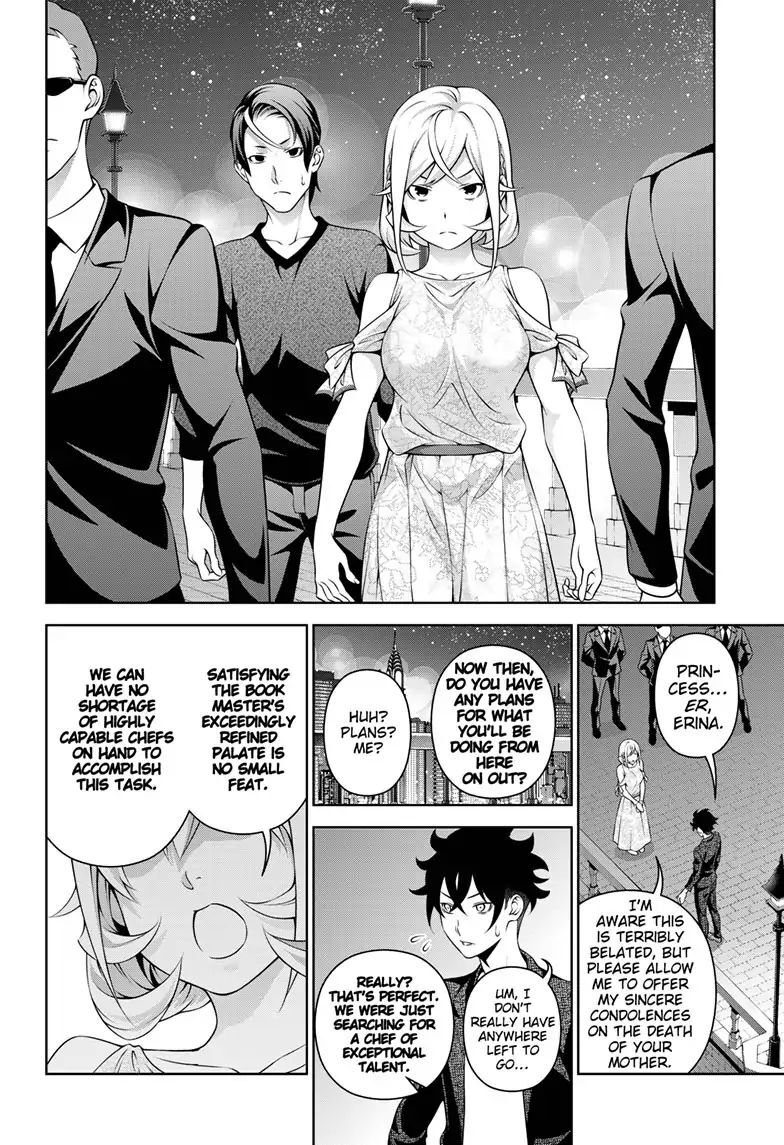 PRIN-
CESS...
ER,
ERINA.
I'M
AWARE THIS
IS TERRIBLY
BELATED, BUT
PLEASE ALLOW
ME TO OFFER
MY SINCERE
CONDOLENCES
ON THE DEATH
OF YOUR
MOTHER.
NOW THEN,
DO YOU HAVE
ANY PLANS
FOR WHAT
YOU'LL BE
DOING FROM
HERE
ON OUT?
HUH?
PLANS?
ME?
UM, I
DON'T
REALLY HAVE
ANYWHERE
LEFT TO
GO...
REALLY?
THAT'S PERFECT.
WE WERE JUST
SEARCHING FOR
A CHEF OF
EXCEPTIONAL
TALENT.
SATISFYING
THE BOOK
MASTER'S
EXCEEDINGLY
REFINED
PALATE IS
NO SMALL
FEAT.
WE CAN
HAVE NO
SHORTAGE
OF HIGHLY
CAPABLE CHEFS
ON HAND TO
ACCOMPLISH
THIS TASK.